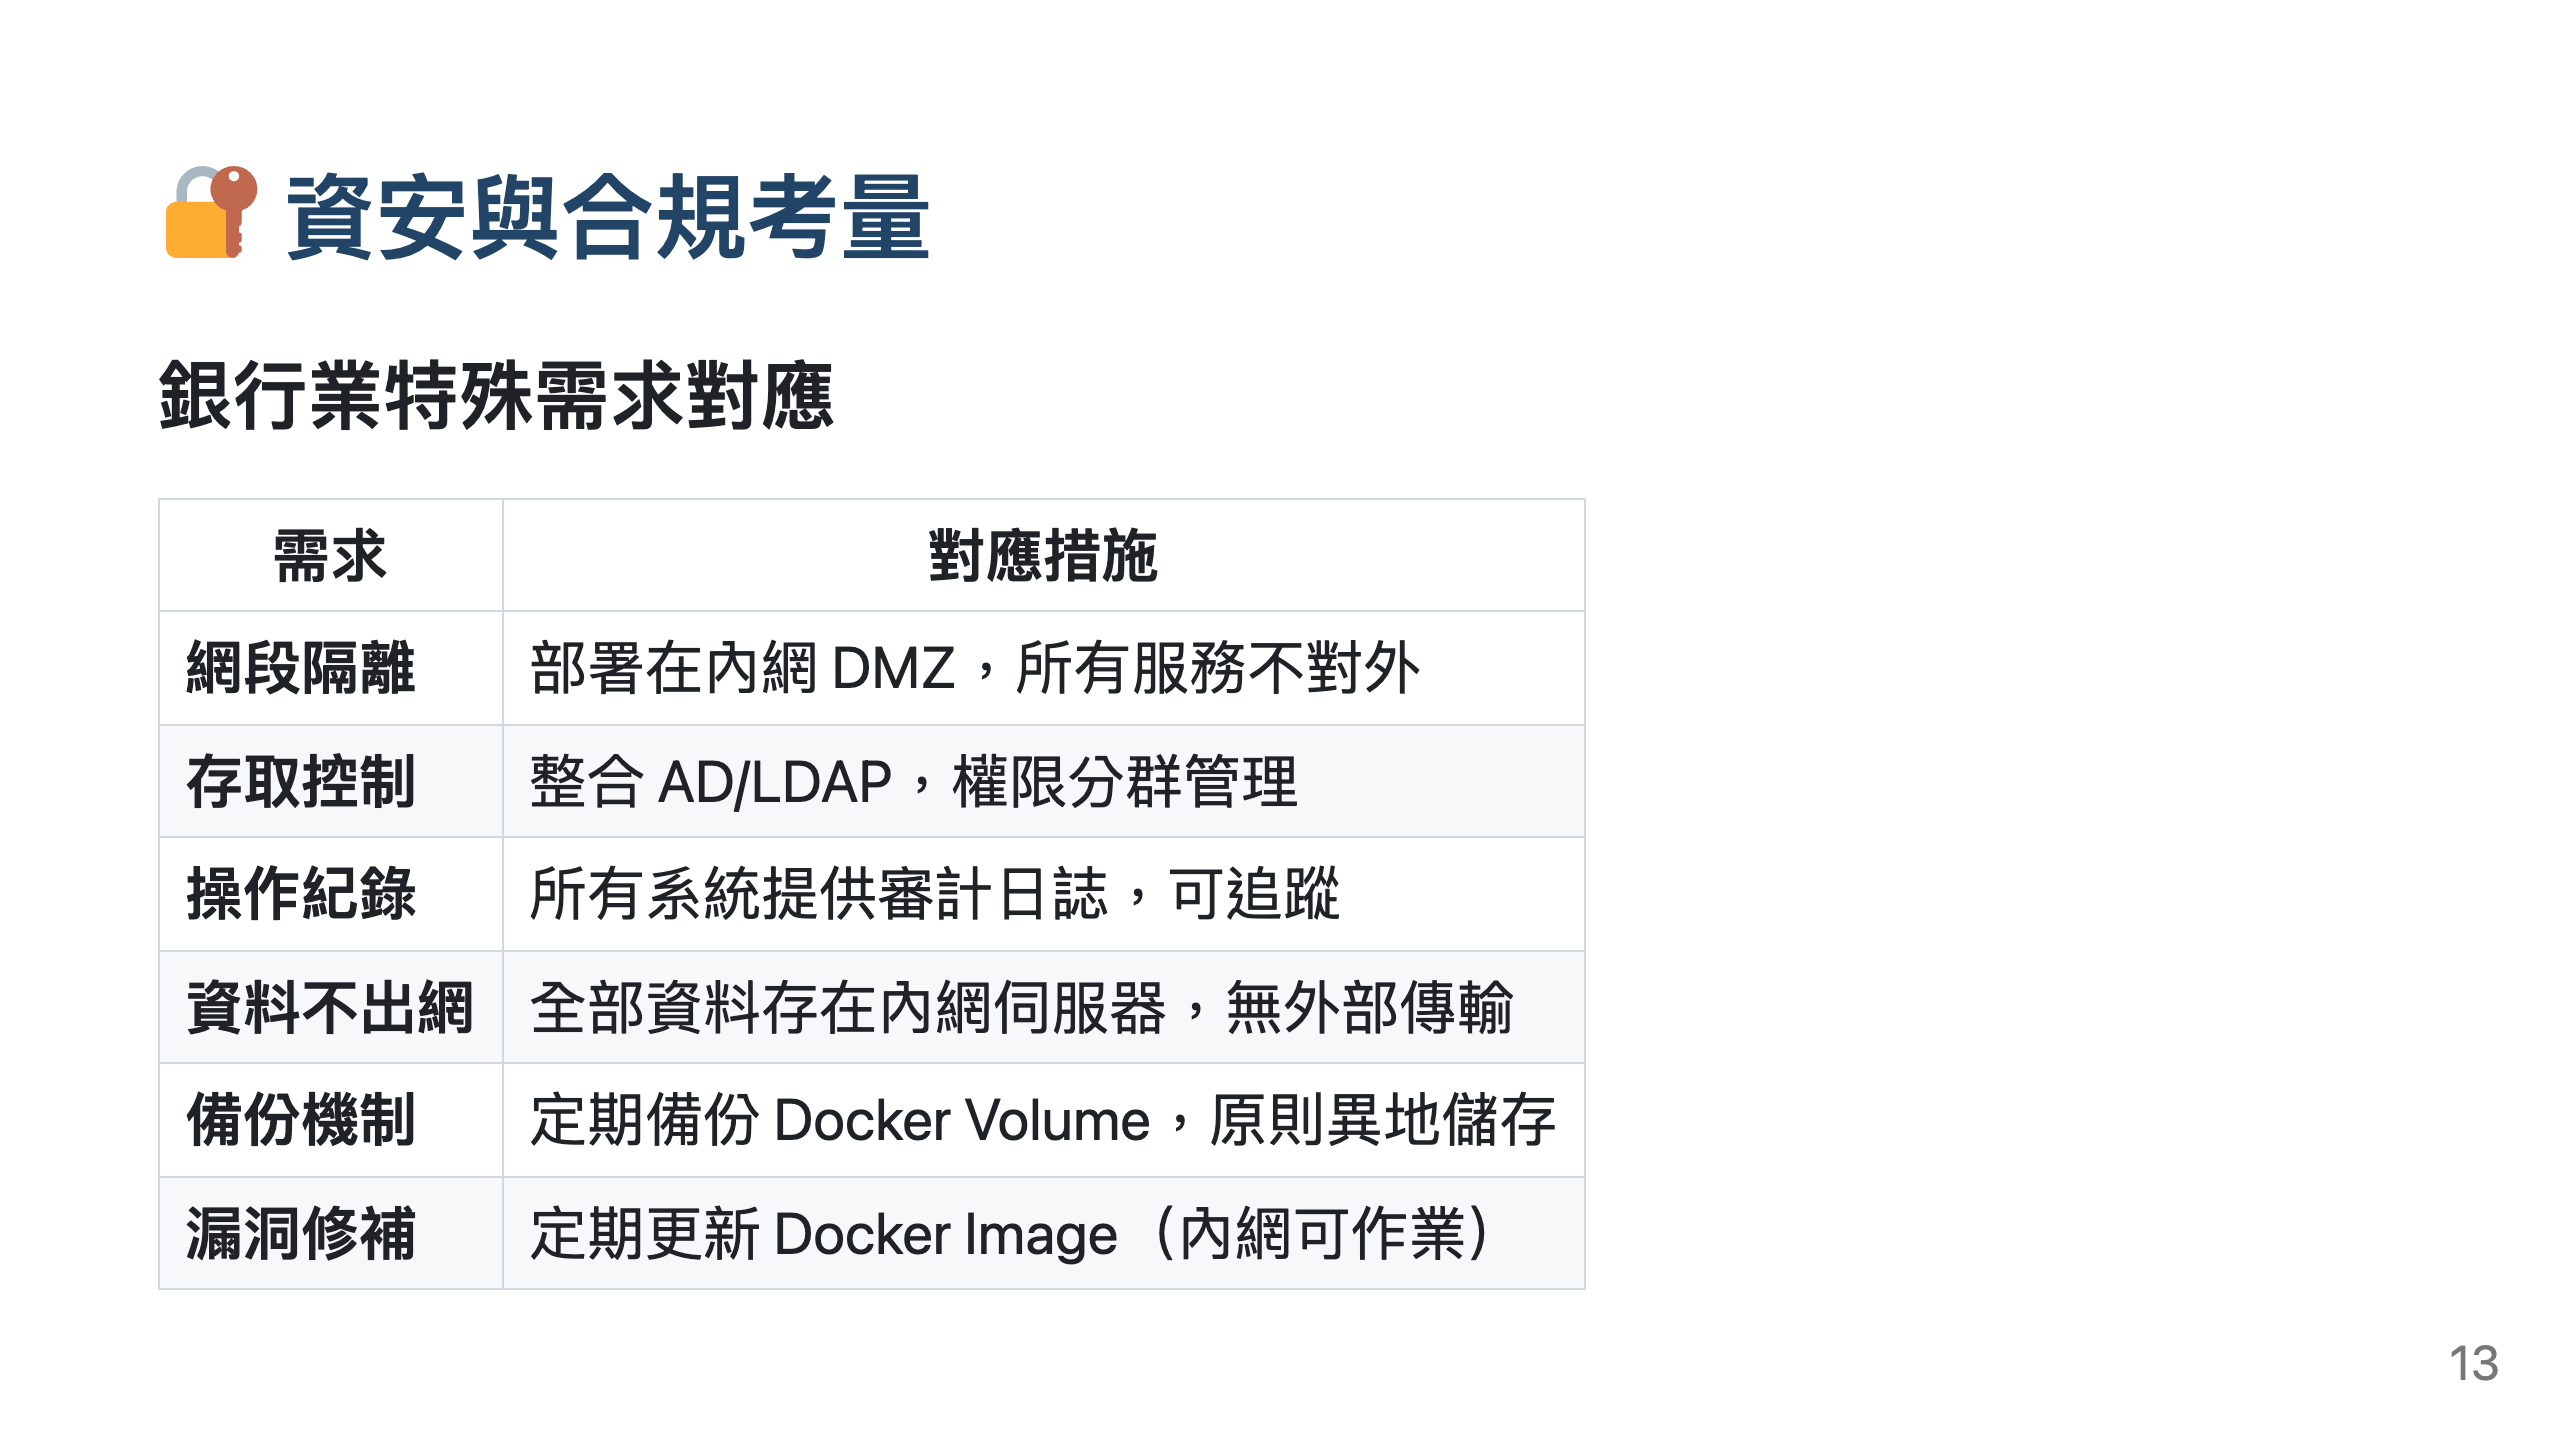 🔐 資安與合規考量
銀行業特殊需求對應
需求 對應措施
網段隔離 部署在內網 DMZ，所有服務不對外
存取控制 整合 AD/LDAP，權限分群管理
操作紀錄 所有系統提供審計日誌，可追蹤
資料不出網 全部資料存在內網伺服器，無外部傳輸
備份機制 定期備份 Docker Volume，原則異地儲存
漏洞修補 定期更新 Docker Image（內網可作業）
13